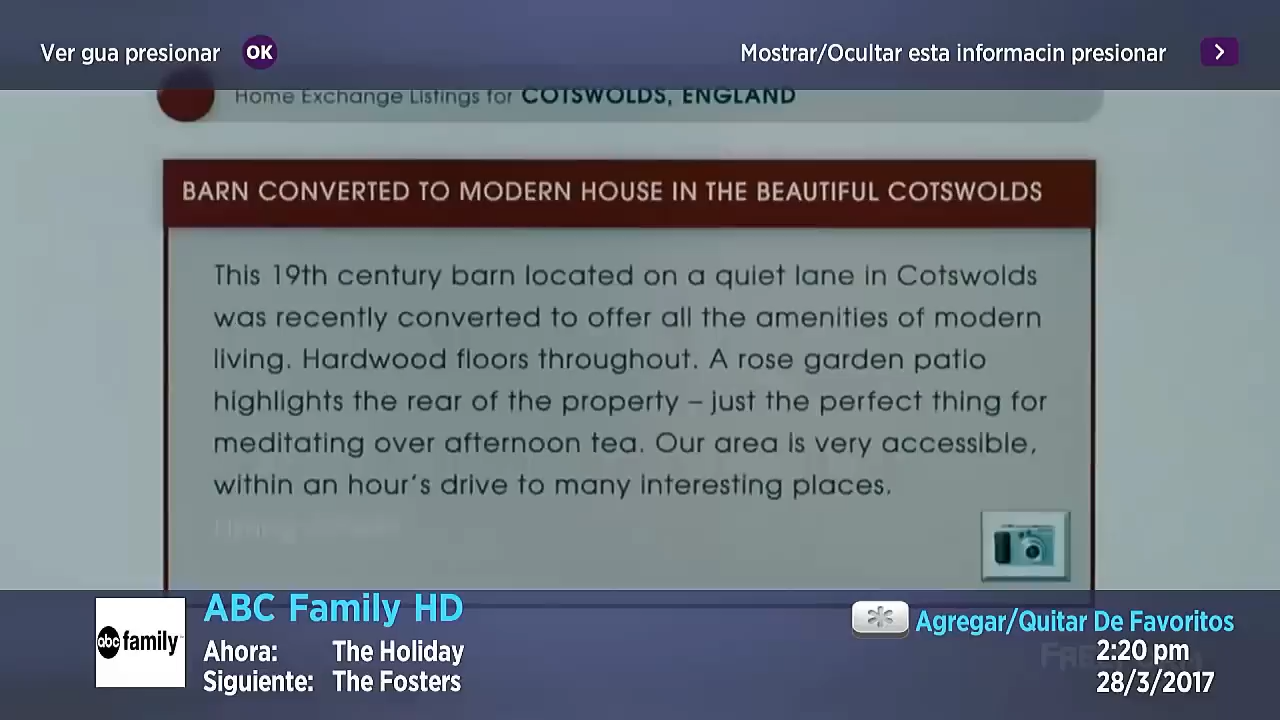 Ver gua presionar OK
Mostrar/Ocultar esta informacin presionar >
Home Exchange Listings for COTSWOLDS, ENGLAND
BARN CONVERTED TO MODERN HOUSE IN THE BEAUTIFUL COTSWOLDS
This 19th century barn located on a quiet lane in Cotswolds
was recently converted to offer all the amenities of modern
living. Hardwood floors throughout. A rose garden patio
highlights the rear of the property – just the perfect thing for
meditating over afternoon tea. Our area is very accessible,
within an hour's drive to many interesting places.
abc family
ABC Family HD
Ahora: The Holiday
Siguiente: The Fosters
Agregar/Quitar De Favoritos
2:20 pm
28/3/2017